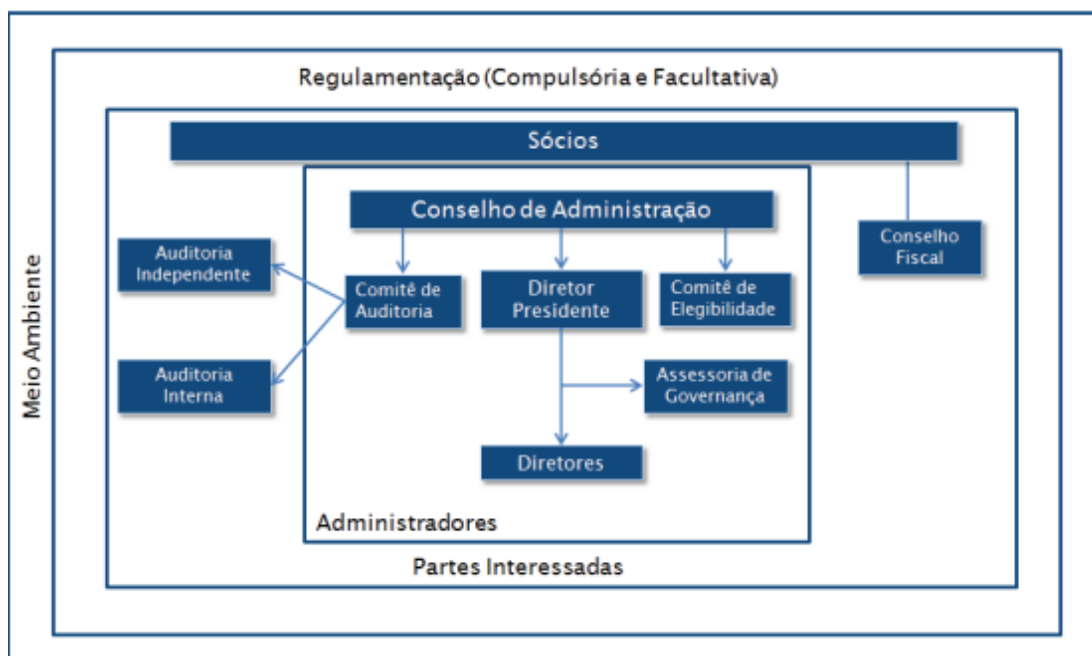 Regulamentação (Compulsória e Facultativa)
Sócios
Conselho de Administração
Conselho
Fiscal
Auditoria
Independente
Comitê de
Auditoria
Diretor
Presidente
Comitê de
Elegibilidade
Auditoria
Interna
Assessoria de
Governança
Diretores
Administradores
Partes Interessadas
Meio Ambiente